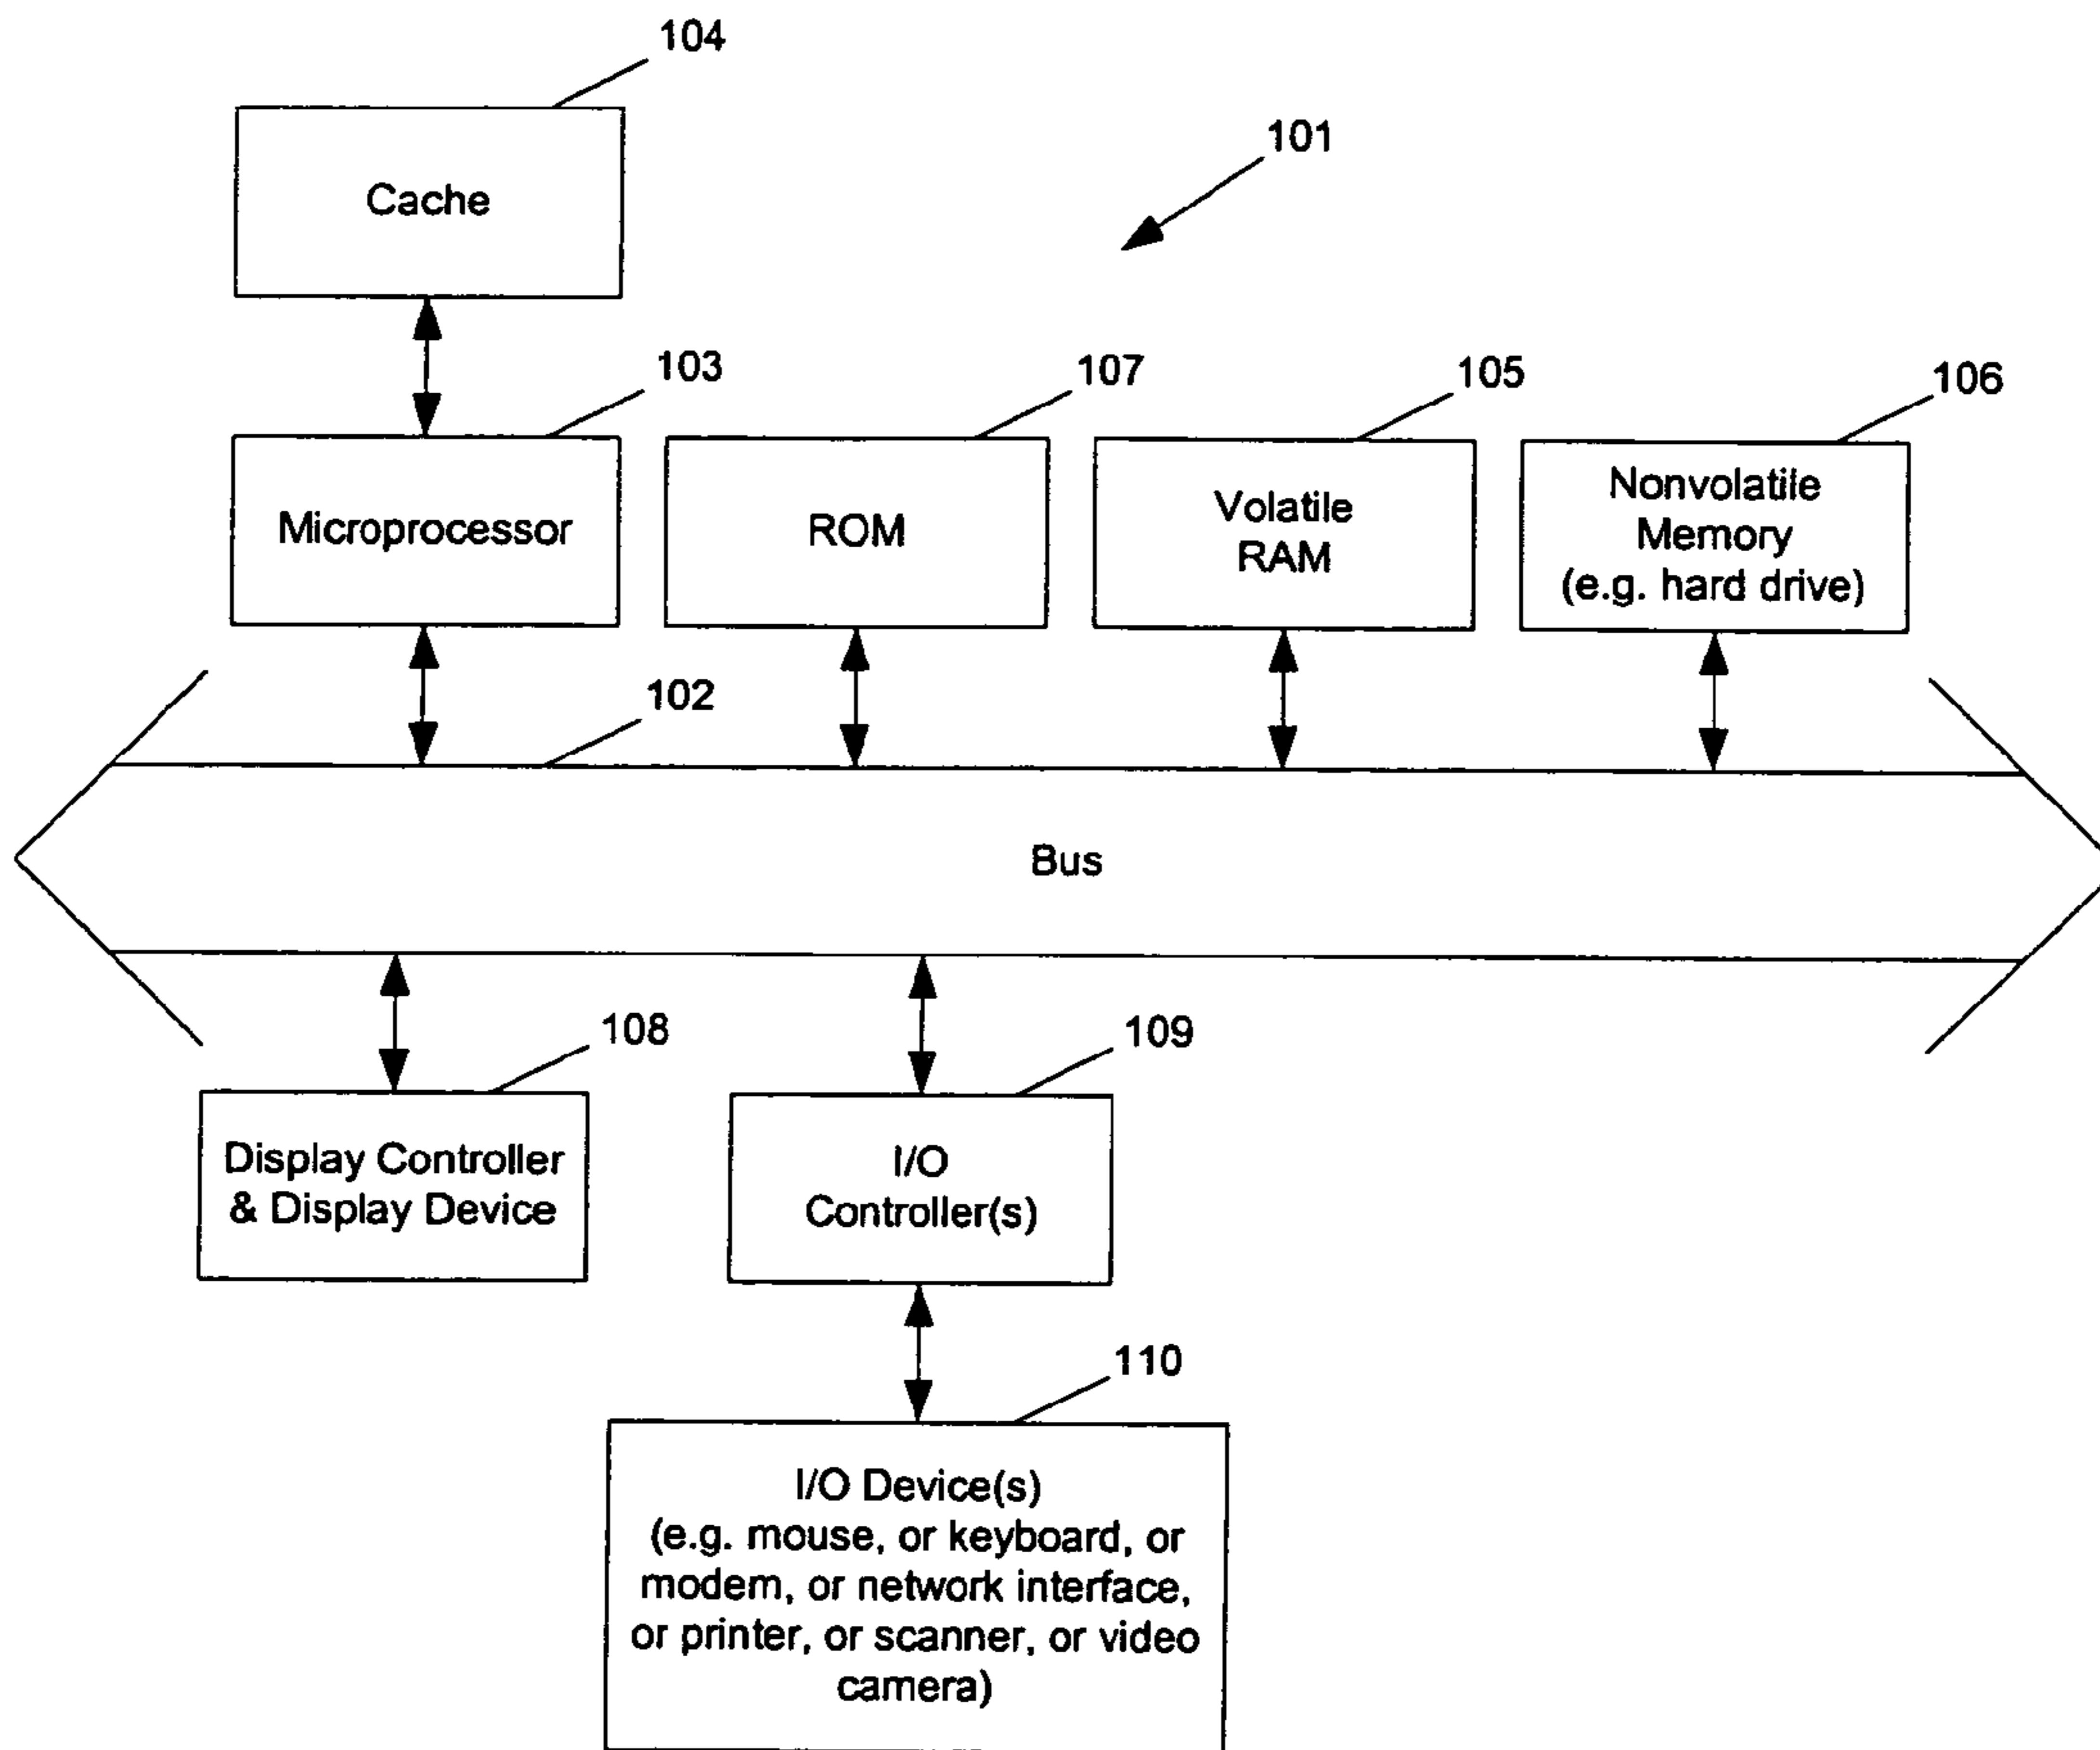 104
101
Cache
103
107
105
106
Microprocessor
ROM
Volatile
RAM
Nonvolatile
Memory
(e.g. hard drive)
102
Bus
108
109
Display Controller
& Display Device
I/O
Controller(s)
110
I/O Device(s)
(e.g. mouse, or keyboard, or
modem, or network interface,
or printer, or scanner, or video
camera)